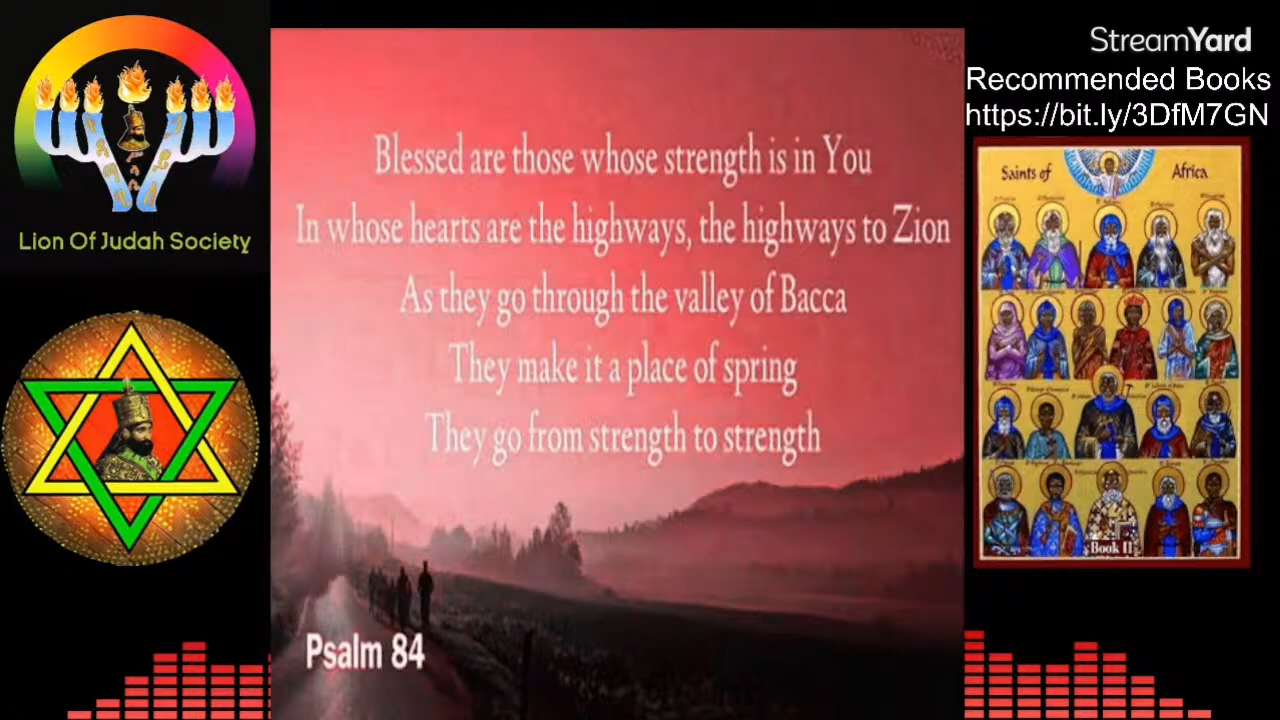 StreamYard
Recommended Books
https://bit.ly/3DfM7GN
Lion Of Judah Society
Blessed are those whose strength is in You
In whose hearts are the highways, the highways to Zion
As they go through the valley of Bacca
They make it a place of spring
They go from strength to strength
Psalm 84
Saints of Africa
Book II